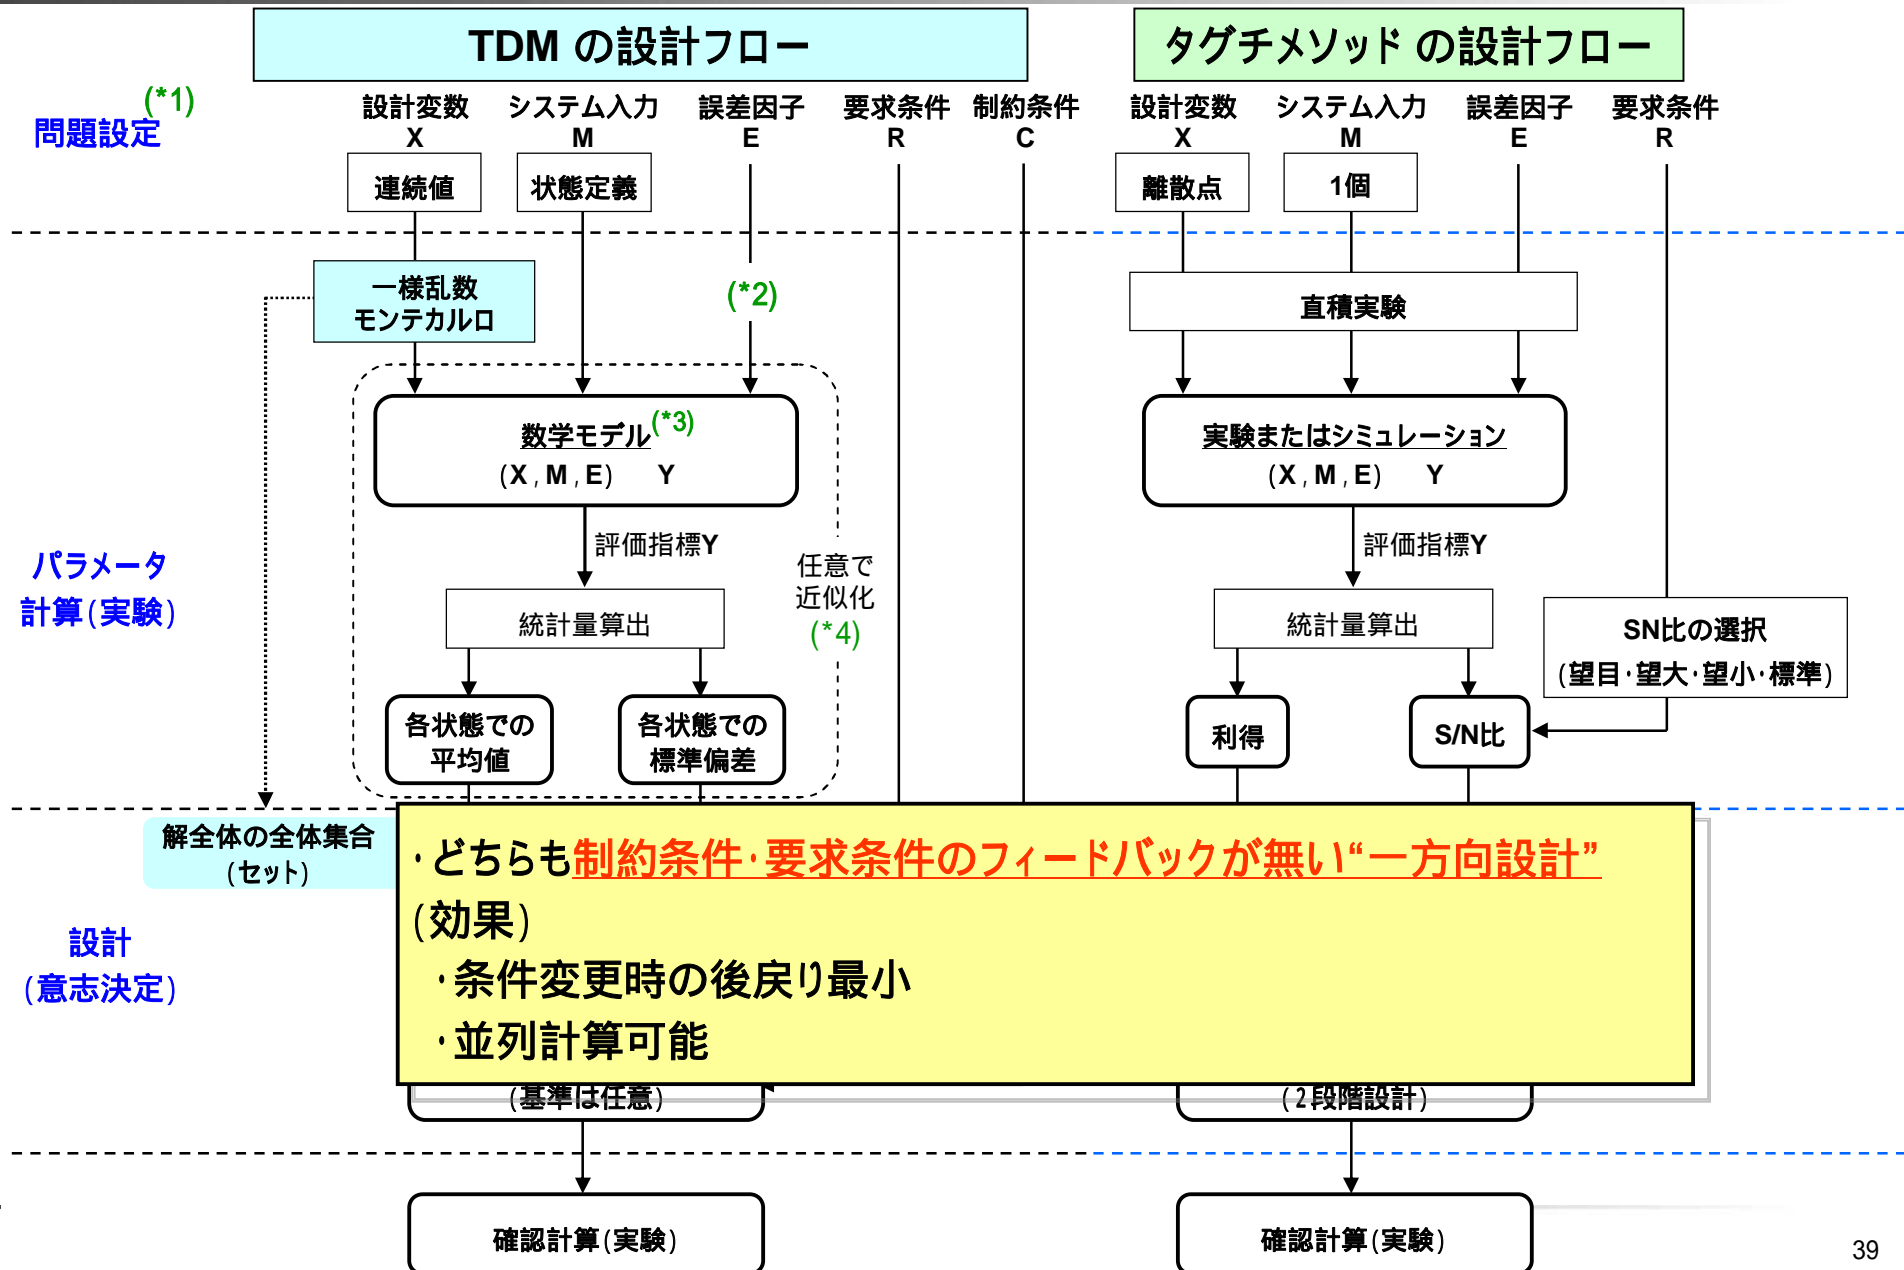 TDM の設計フロー
タグチメソッド の設計フロー
問題設定(*1)
設計変数
X
システム入力
M
誤差因子
E
要求条件
R
制約条件
C
設計変数
X
システム入力
M
誤差因子
E
要求条件
R
連続値
状態定義
離散点
1個
一様乱数
モンテカルロ
(*2)
直積実験
数学モデル(*3)
(X , M , E) Y
実験またはシミュレーション
(X , M , E) Y
評価指標Y
評価指標Y
パラメータ
計算(実験)
任意で
近似化
(*4)
統計量算出
統計量算出
SN比の選択
(望目・望大・望小・標準)
各状態での
平均値
各状態での
標準偏差
利得
S/N比
解全体の全体集合
(セット)
・どちらも制約条件・要求条件のフィードバックが無い“一方向設計”
(効果)
・条件変更時の後戻り最小
・並列計算可能
設計
(意志決定)
(基準は任意)
(2段階設計)
確認計算(実験)
確認計算(実験)
39